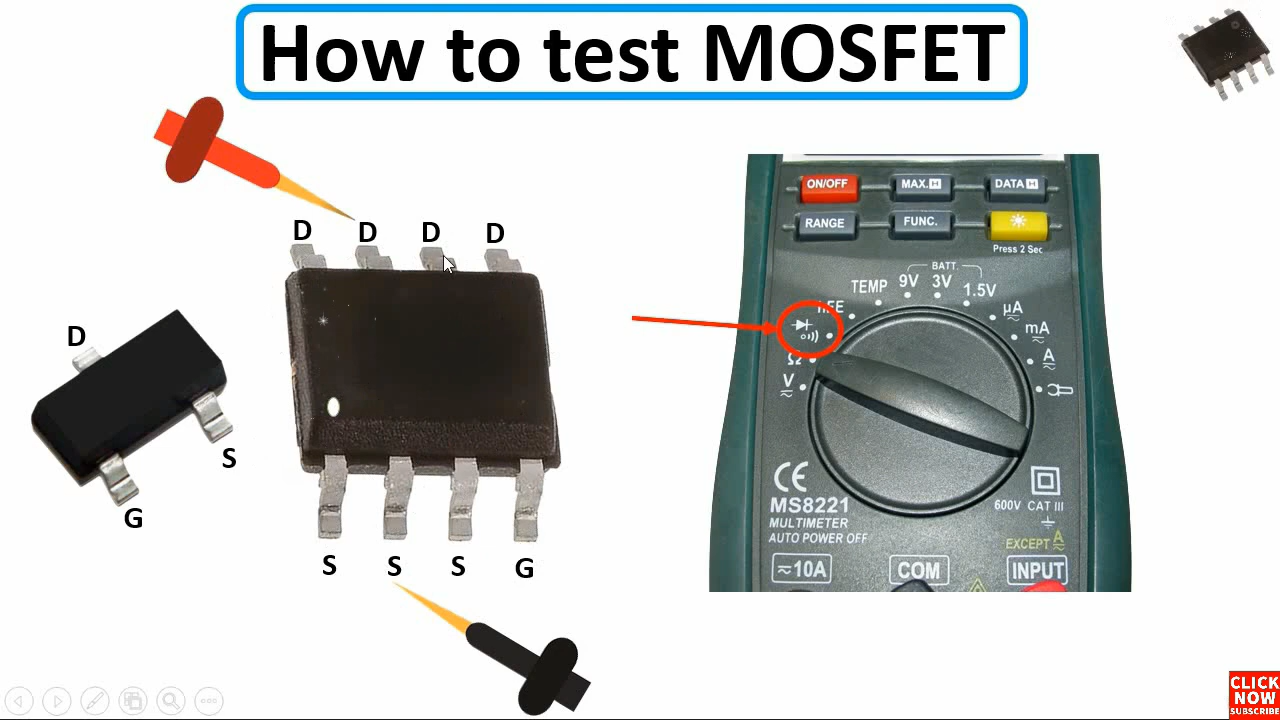 How to test MOSFET
D D D D
D
S
G
S S S G
ON/OFF MAX.H DATA H
RANGE FUNC.
Press 2 Sec
BATT.
TEMP 9V 3V 1.5V
hFE
µA
mA
A
Ω
V
CE
MS8221
MULTIMETER
AUTO POWER OFF
600V CAT III
EXCEPT A
10A COM INPUT
CLICK
NOW
SUBSCRIBE